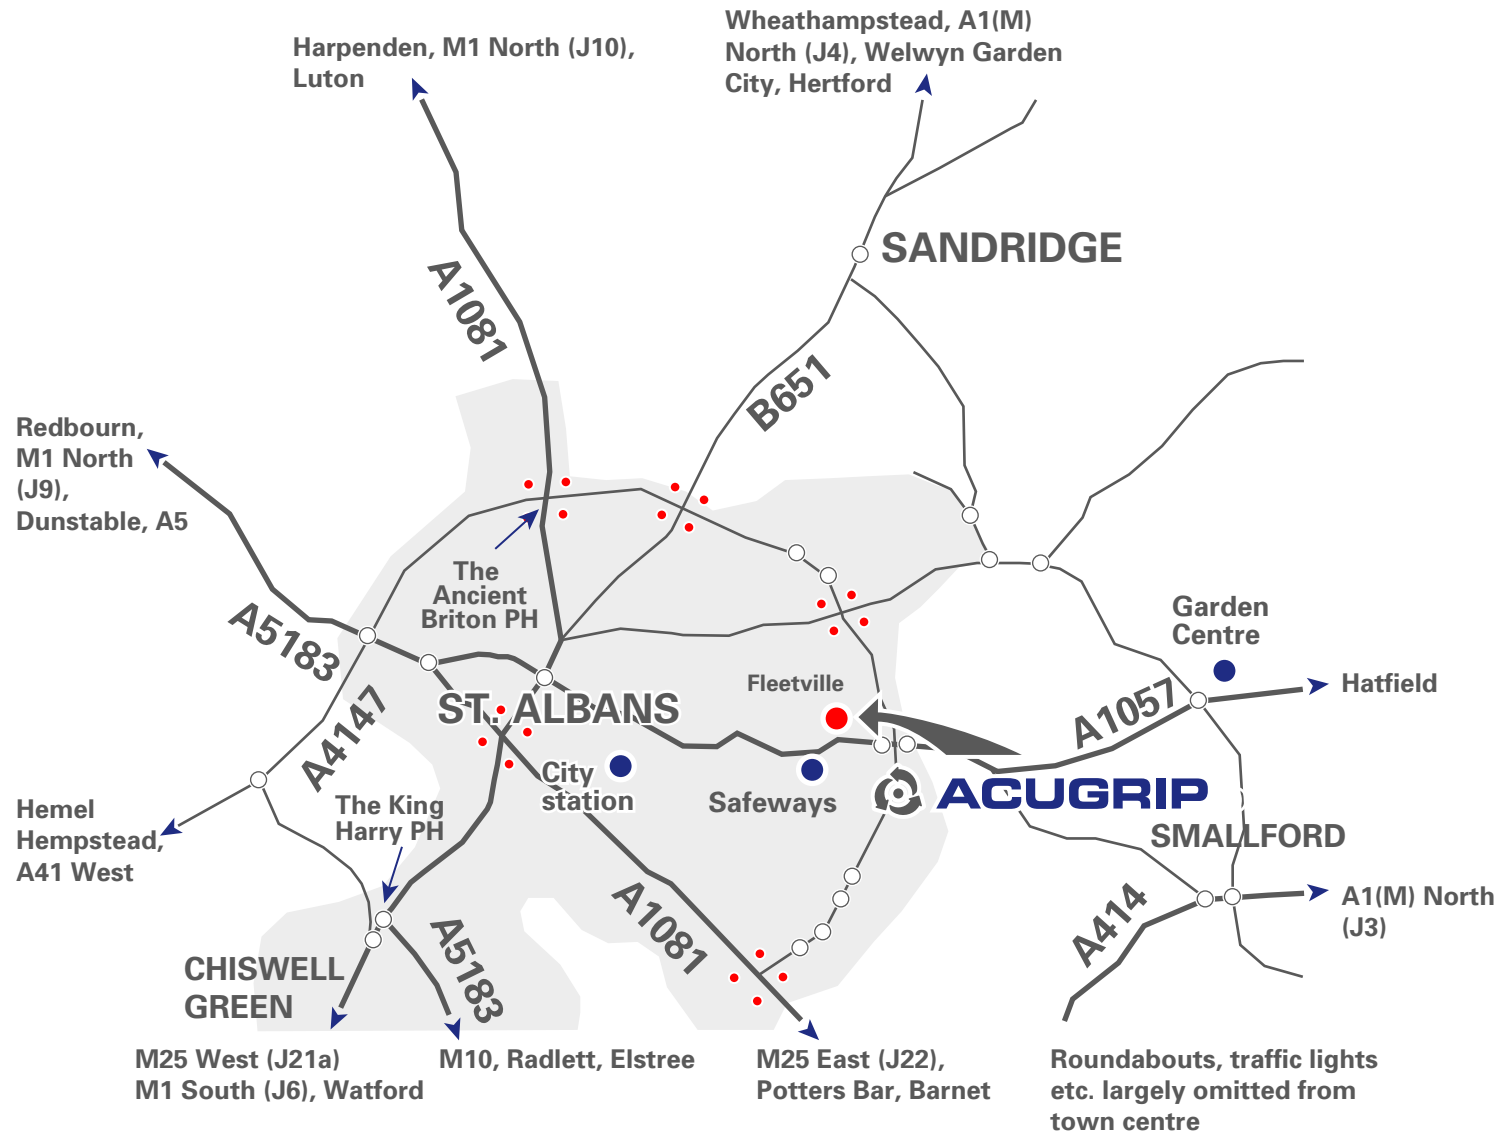 Wheathampstead, A1(M)
North (J4), Welwyn Garden
City, Hertford
Harpenden, M1 North (J10),
Luton
SANDRIDGE
A1081
B651
Redbourn,
M1 North
(J9),
Dunstable, A5
The
Ancient
Briton PH
A5183
Garden
Centre
Fleetville
Hatfield
A1057
ST. ALBANS
A4147
City
station
Safeways
ACUGRIP
The King
Harry PH
Hemel
Hempstead,
A41 West
SMALLFORD
A414
A1(M) North
(J3)
A1081
A5183
CHISWELL
GREEN
M25 West (J21a)
M1 South (J6), Watford
M10, Radlett, Elstree
M25 East (J22),
Potters Bar, Barnet
Roundabouts, traffic lights
etc. largely omitted from
town centre